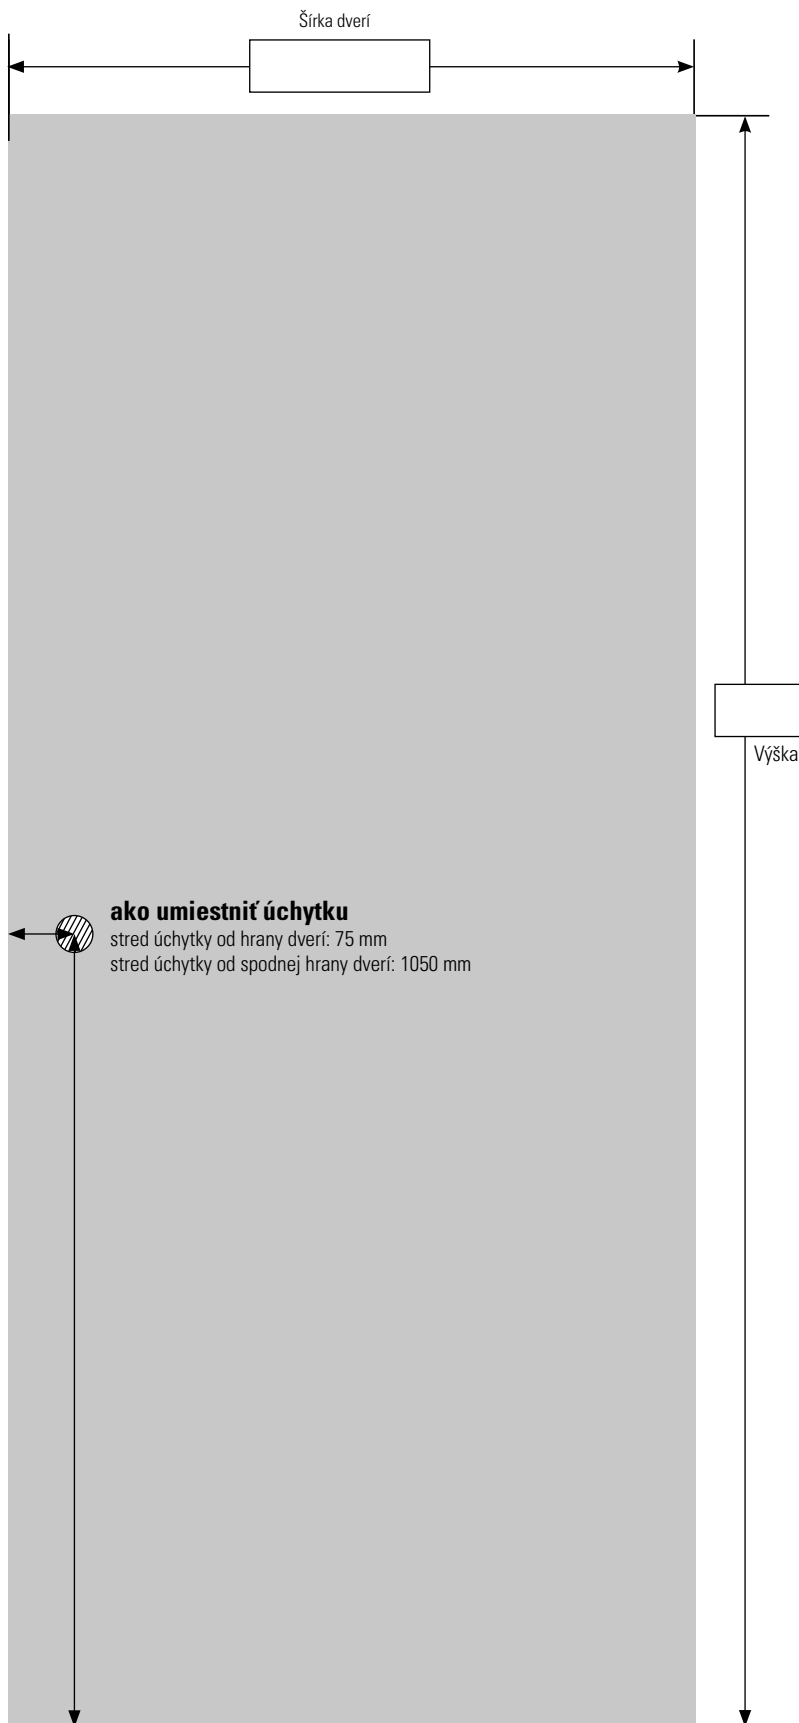 Šírka dverí
Výška
ako umiestniť úchytku
stred úchytky od hrany dverí: 75 mm
stred úchytky od spodnej hrany dverí: 1050 mm